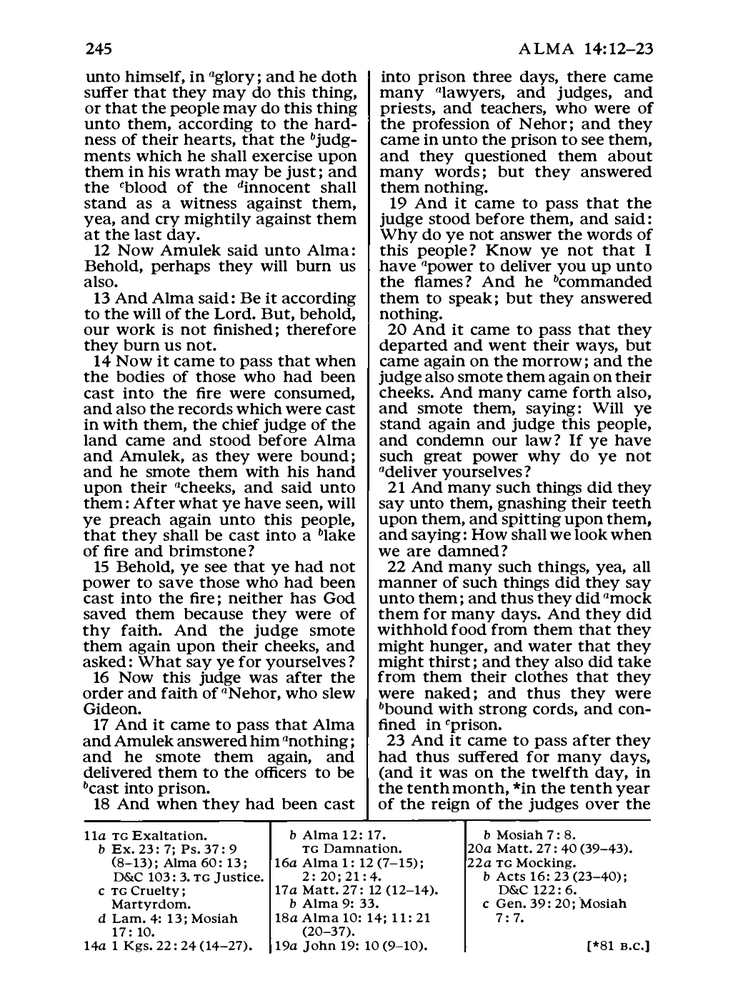 245
ALMA 14:12–23
unto himself, in aglory; and he doth
suffer that they may do this thing,
or that the people may do this thing
unto them, according to the hard-
ness of their hearts, that the bjudg-
ments which he shall exercise upon
them in his wrath may be just; and
the cblood of the dinnocent shall
stand as a witness against them,
yea, and cry mightily against them
at the last day.
12 Now Amulek said unto Alma:
Behold, perhaps they will burn us
also.
13 And Alma said: Be it according
to the will of the Lord. But, behold,
our work is not finished; therefore
they burn us not.
14 Now it came to pass that when
the bodies of those who had been
cast into the fire were consumed,
and also the records which were cast
in with them, the chief judge of the
land came and stood before Alma
and Amulek, as they were bound;
and he smote them with his hand
upon their acheeks, and said unto
them: After what ye have seen, will
ye preach again unto this people,
that they shall be cast into a blake
of fire and brimstone?
15 Behold, ye see that ye had not
power to save those who had been
cast into the fire; neither has God
saved them because they were of
thy faith. And the judge smote
them again upon their cheeks, and
asked: What say ye for yourselves?
16 Now this judge was after the
order and faith of aNehor, who slew
Gideon.
17 And it came to pass that Alma
and Amulek answered him anothing;
and he smote them again, and
delivered them to the officers to be
bcast into prison.
18 And when they had been cast
into prison three days, there came
many alawyers, and judges, and
priests, and teachers, who were of
the profession of Nehor; and they
came in unto the prison to see them,
and they questioned them about
many words; but they answered
them nothing.
19 And it came to pass that the
judge stood before them, and said:
Why do ye not answer the words of
this people? Know ye not that I
have apower to deliver you up unto
the flames? And he bcommanded
them to speak; but they answered
nothing.
20 And it came to pass that they
departed and went their ways, but
came again on the morrow; and the
judge also smote them again on their
cheeks. And many came forth also,
and smote them, saying: Will ye
stand again and judge this people,
and condemn our law? If ye have
such great power why do ye not
adeliver yourselves?
21 And many such things did they
say unto them, gnashing their teeth
upon them, and spitting upon them,
and saying: How shall we look when
we are damned?
22 And many such things, yea, all
manner of such things did they say
unto them; and thus they did amock
them for many days. And they did
withhold food from them that they
might hunger, and water that they
might thirst; and they also did take
from them their clothes that they
were naked; and thus they were
bbound with strong cords, and con-
fined in cprison.
23 And it came to pass after they
had thus suffered for many days,
(and it was on the twelfth day, in
the tenth month, *in the tenth year
of the reign of the judges over the
11a TG Exaltation.
b Ex. 23: 7; Ps. 37: 9
(8–13); Alma 60: 13;
D&C 103: 3. TG Justice.
c TG Cruelty;
Martyrdom.
d Lam. 4: 13; Mosiah
17: 10.
14a 1 Kgs. 22: 24 (14–27).
b Alma 12: 17.
TG Damnation.
16a Alma 1: 12 (7–15);
2: 20; 21: 4.
17a Matt. 27: 12 (12–14).
b Alma 9: 33.
18a Alma 10: 14; 11: 21
(20–37).
19a John 19: 10 (9–10).
b Mosiah 7: 8.
20a Matt. 27: 40 (39–43).
22a TG Mocking.
b Acts 16: 23 (23–40);
D&C 122: 6.
c Gen. 39: 20; Mosiah
7: 7.
[*81 B.C.]